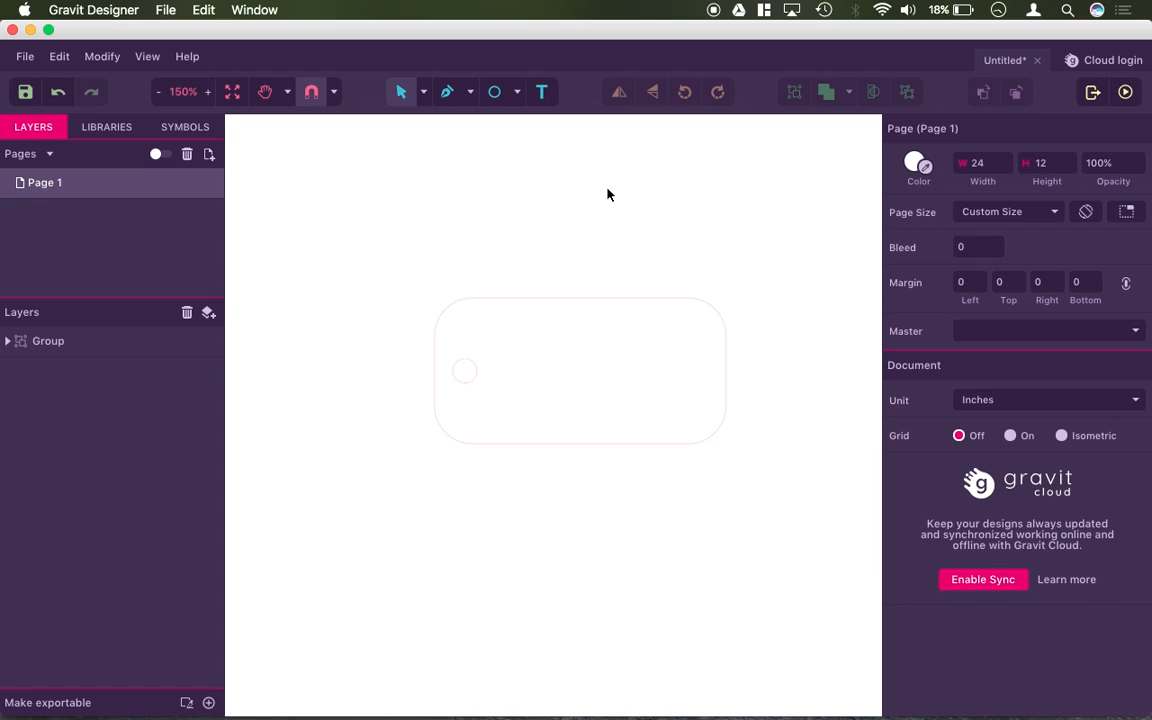 Gravit Designer File Edit Window 18%
File Edit Modify View Help Untitled* Cloud login
- 150% + T
LAYERS LIBRARIES SYMBOLS
Pages
Page 1
Layers
Group
Make exportable
Page (Page 1)
W 24 H 12 100%
Color Width Height Opacity
Page Size Custom Size
Bleed 0
Margin 0 0 0 0
Left Top Right Bottom
Master
Document
Unit Inches
Grid Off On Isometric
g gravit
cloud
Keep your designs always updated
and synchronized working online and
offline with Gravit Cloud.
Enable Sync Learn more